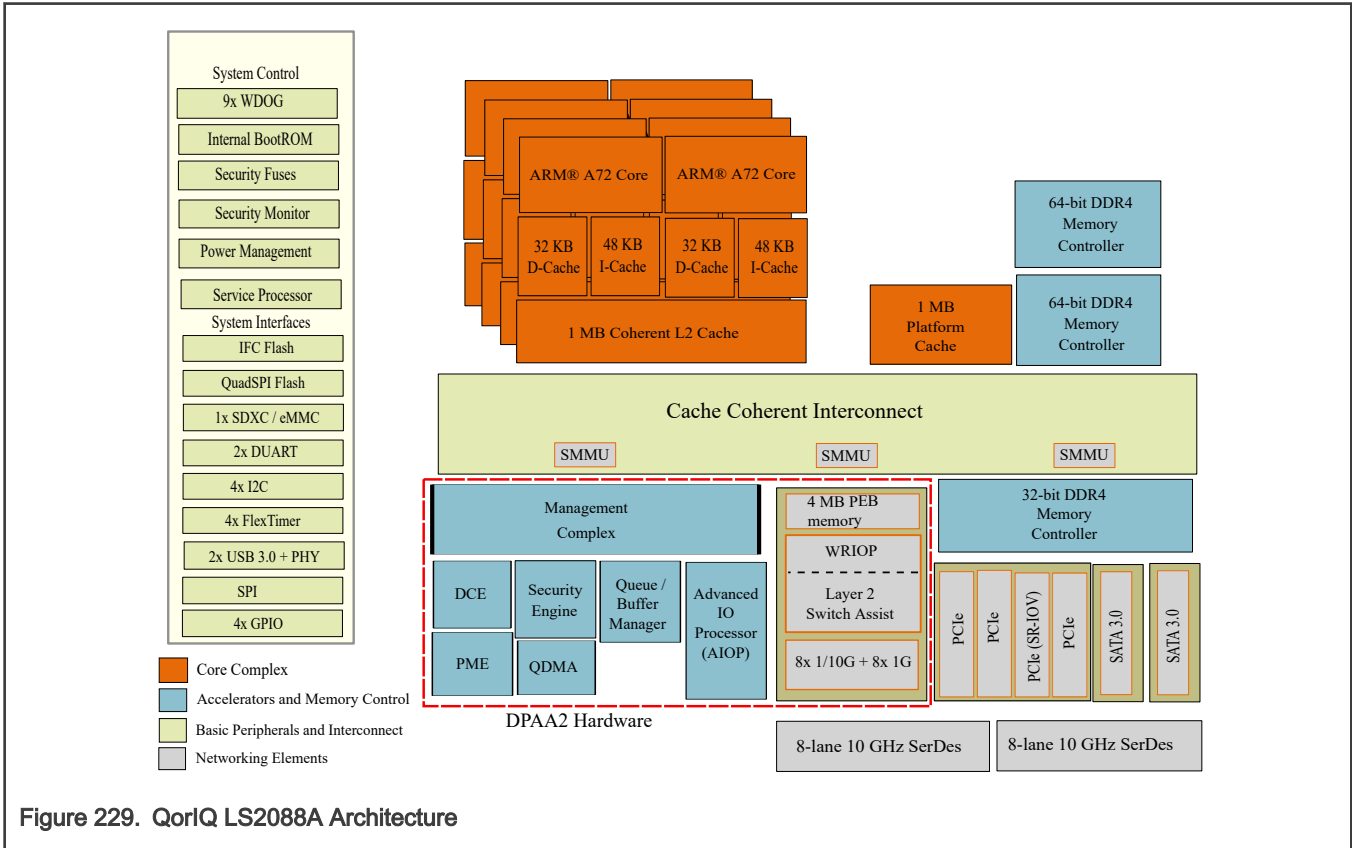 System Control
9x WDOG
Internal BootROM
Security Fuses
Security Monitor
Power Management
Service Processor
System Interfaces
IFC Flash
QuadSPI Flash
1x SDXC / eMMC
2x DUART
4x I2C
4x FlexTimer
2x USB 3.0 + PHY
SPI
4x GPIO
ARM® A72 Core
ARM® A72 Core
32 KB
D-Cache
48 KB
I-Cache
32 KB
D-Cache
48 KB
I-Cache
1 MB Coherent L2 Cache
1 MB
Platform
Cache
64-bit DDR4
Memory
Controller
64-bit DDR4
Memory
Controller
Cache Coherent Interconnect
SMMU
SMMU
SMMU
Management
Complex
DCE
Security
Engine
Queue /
Buffer
Manager
Advanced
IO
Processor
(AIOP)
PME
QDMA
4 MB PEB
memory
WRIOP
Layer 2
Switch Assist
8x 1/10G + 8x 1G
32-bit DDR4
Memory
Controller
PCIe
PCIe
PCIe (SR-IOV)
PCIe
SATA 3.0
SATA 3.0
DPAA2 Hardware
8-lane 10 GHz SerDes
8-lane 10 GHz SerDes
Core Complex
Accelerators and Memory Control
Basic Peripherals and Interconnect
Networking Elements
Figure 229. QorIQ LS2088A Architecture